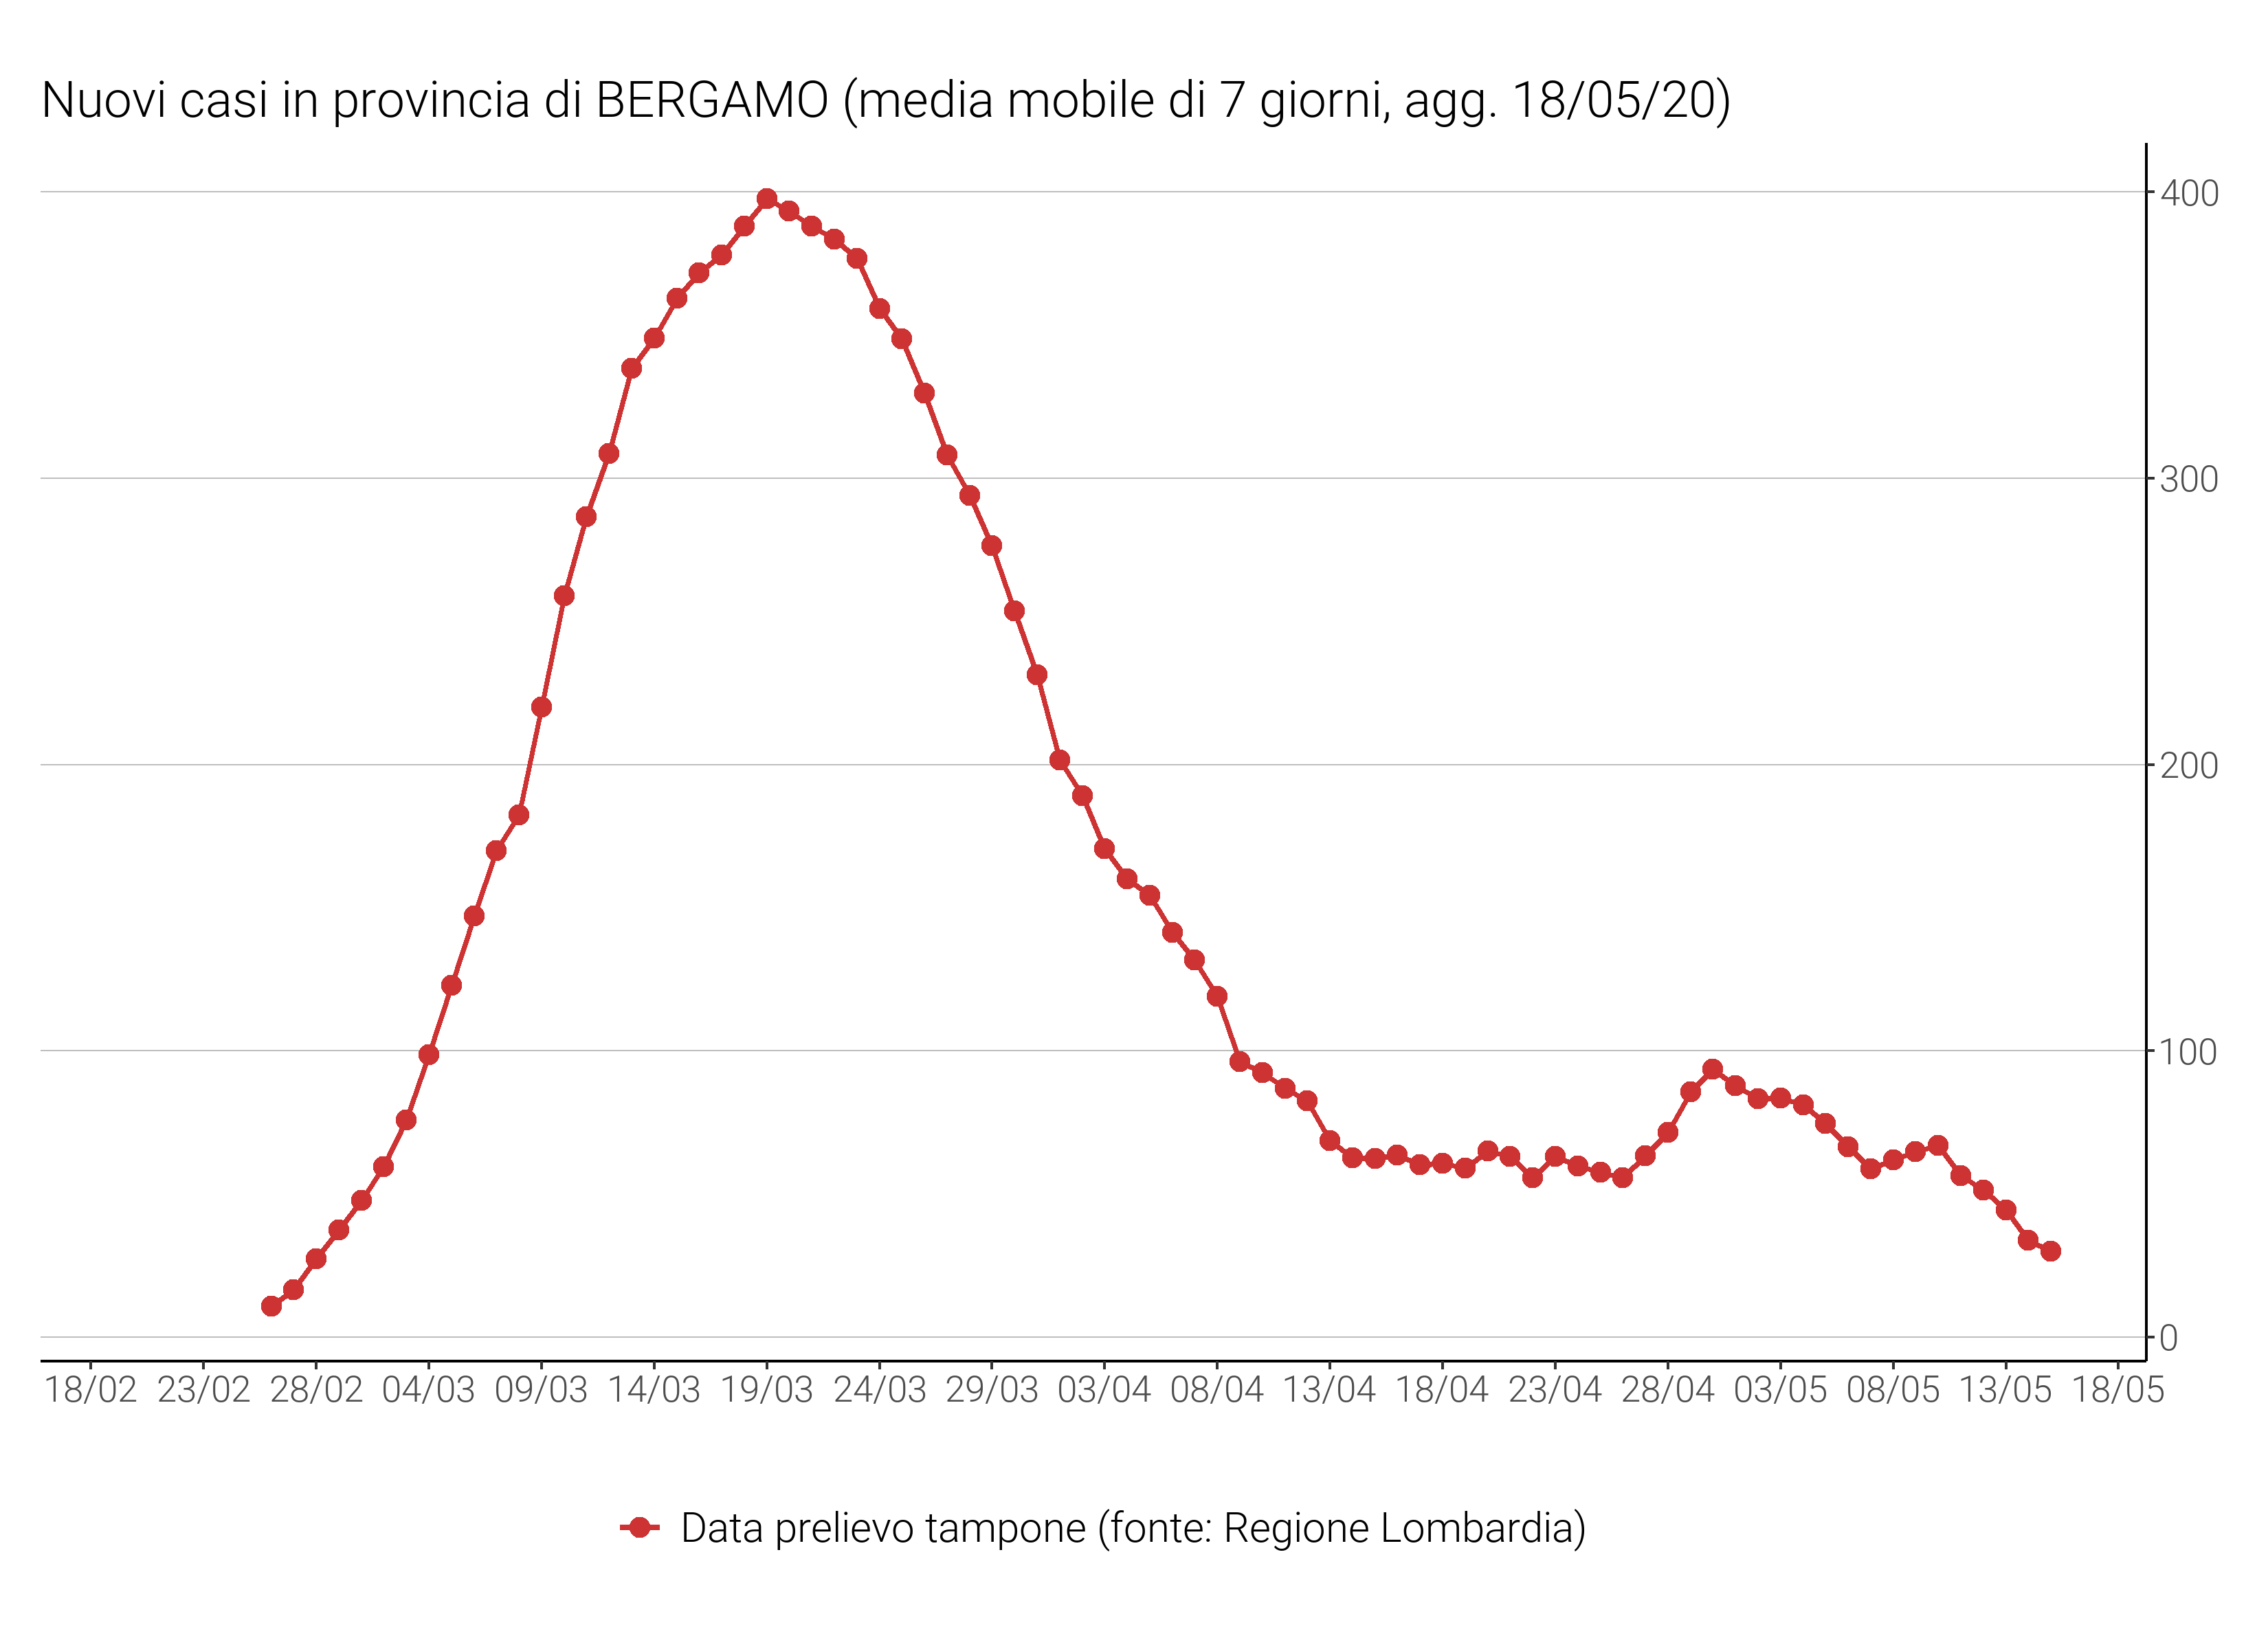 Nuovi casi in provincia di BERGAMO (media mobile di 7 giorni, agg. 18/05/20)
400
300
200
100
0
18/02 23/02 28/02 04/03 09/03 14/03 19/03 24/03 29/03 03/04 08/04 13/04 18/04 23/04 28/04 03/05 08/05 13/05 18/05
Data prelievo tampone (fonte: Regione Lombardia)